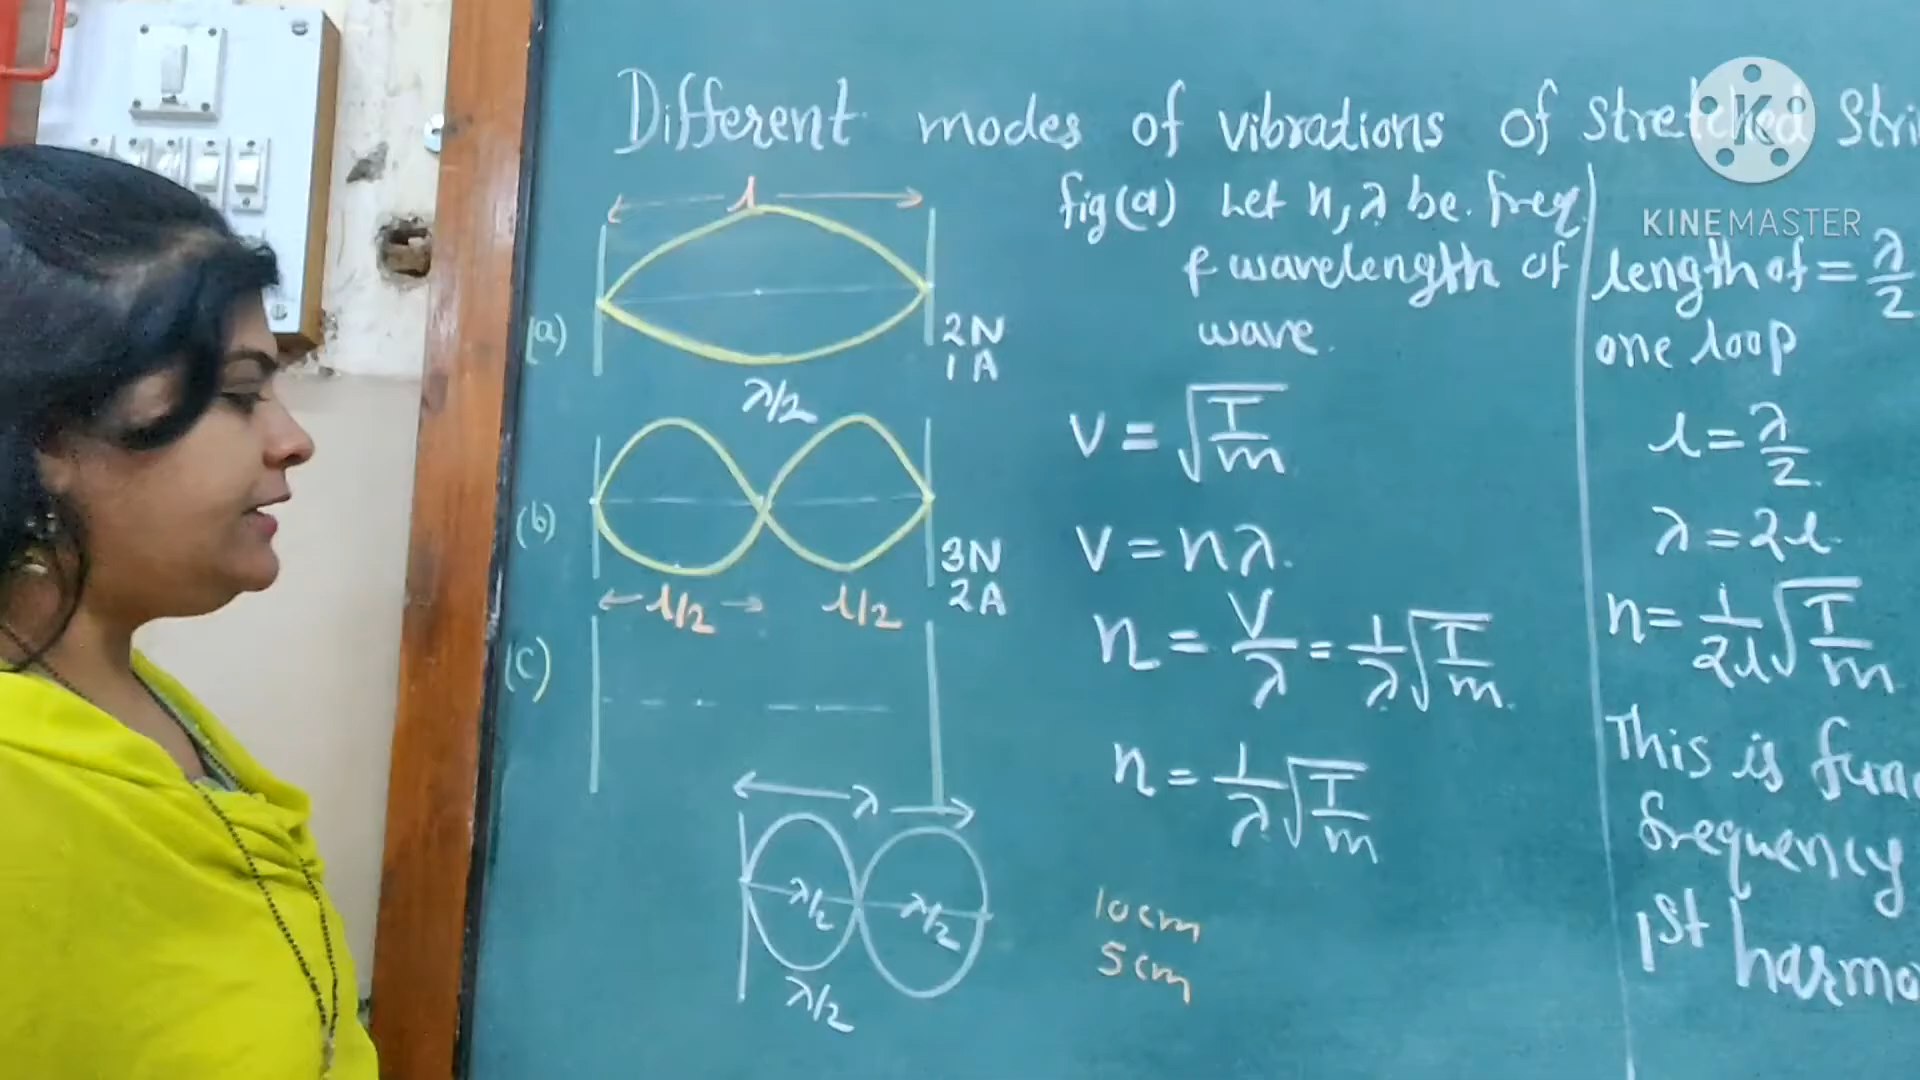 Different modes of vibrations of stretched Stri
K
KINEMASTER
l
(a)
2N
1A
λ/2
(b)
3N
2A
l/2 l/2
(c)
λ
λ/2 λ/2
λ/2
fig(a) Let n, λ be. freq.
& wavelength of
wave.
v = √T/m
v = nλ.
n = v/λ = 1/λ √T/m.
n = 1/λ √T/m
10cm
5cm
length of = λ/2
one loop
l = λ/2
λ = 2l.
n = 1/2l √T/m
This is fun
frequency
1st harmo